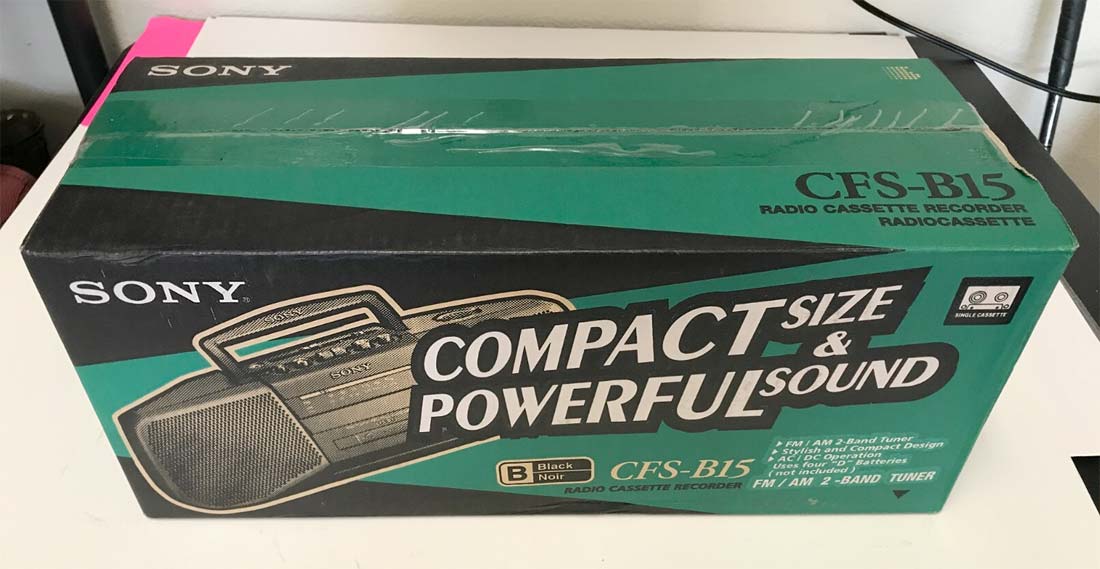 SONY
CFS-B15
RADIO CASSETTE RECORDER
RADIOCASSETTE
SONY
SONY
SONY
COMPACT SIZE
&
POWERFUL SOUND
SINGLE CASSETTE
B Black
Noir
CFS-B15
RADIO CASSETTE RECORDER
FM / AM 2-Band Tuner
Stylish and Compact Design
AC / DC Operation
Uses four "D" Batteries
( not included )
FM / AM 2-BAND TUNER